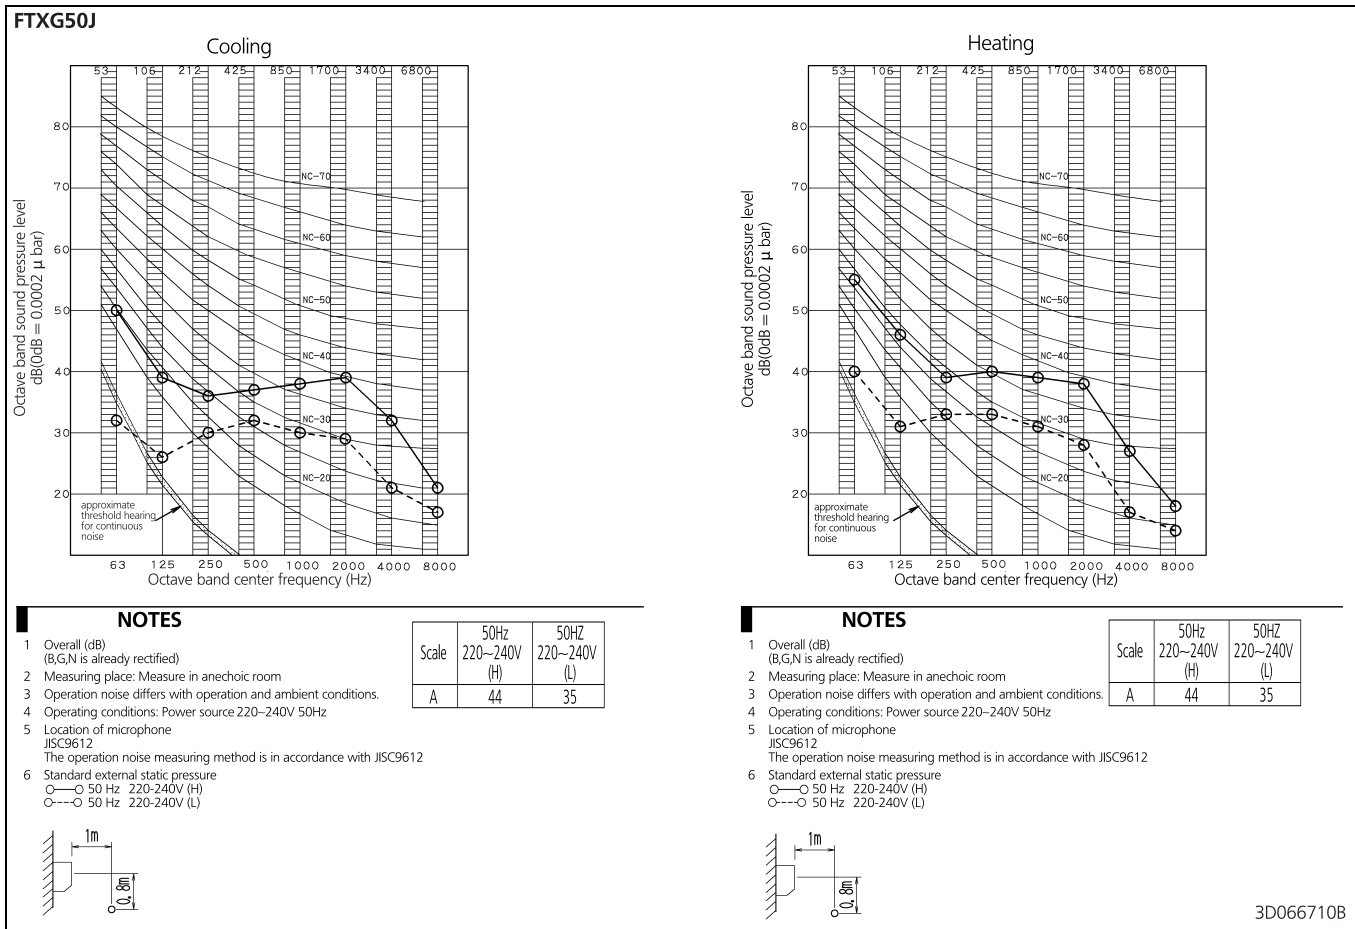 FTXG50J
Cooling
53 106 212 425 850 1700 3400 6800
80
70
60
50
40
30
20
NC-70
NC-60
NC-50
NC-40
NC-30
NC-20
Octave band sound pressure level
dB(0dB = 0.0002 μ bar)
approximate
threshold hearing
for continuous
noise
63 125 250 500 1000 2000 4000 8000
Octave band center frequency (Hz)
NOTES
1 Overall (dB)
(B,G,N is already rectified)
2 Measuring place: Measure in anechoic room
3 Operation noise differs with operation and ambient conditions.
4 Operating conditions: Power source 220~240V 50Hz
5 Location of microphone
JISC9612
The operation noise measuring method is in accordance with JISC9612
6 Standard external static pressure
50 Hz 220-240V (H)
50 Hz 220-240V (L)
Scale 50Hz 220~240V (H) 50HZ 220~240V (L)
A 44 35
1m
0.8m
Heating
53 106 212 425 850 1700 3400 6800
80
70
60
50
40
30
20
NC-70
NC-60
NC-50
NC-40
NC-30
NC-20
Octave band sound pressure level
dB(0dB = 0.0002 μ bar)
approximate
threshold hearing
for continuous
noise
63 125 250 500 1000 2000 4000 8000
Octave band center frequency (Hz)
NOTES
1 Overall (dB)
(B,G,N is already rectified)
2 Measuring place: Measure in anechoic room
3 Operation noise differs with operation and ambient conditions.
4 Operating conditions: Power source 220~240V 50Hz
5 Location of microphone
JISC9612
The operation noise measuring method is in accordance with JISC9612
6 Standard external static pressure
50 Hz 220-240V (H)
50 Hz 220-240V (L)
Scale 50Hz 220~240V (H) 50HZ 220~240V (L)
A 44 35
1m
0.8m
3D066710B